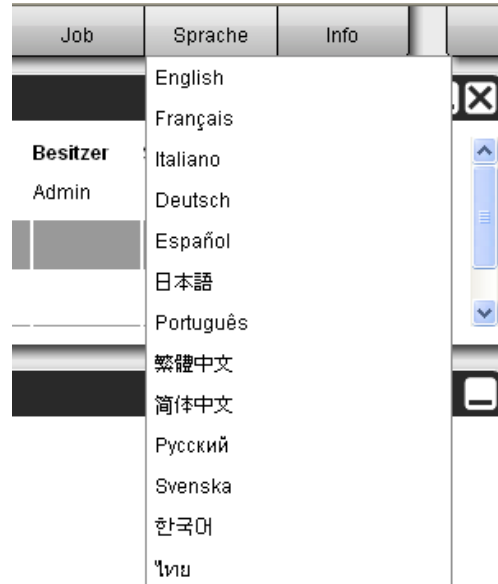 Job Sprache Info
English
Français
Besitzer
Italiano
Admin
Deutsch
Español
日本語
Português
繁體中文
简体中文
Русский
Svenska
한국어
ไทย